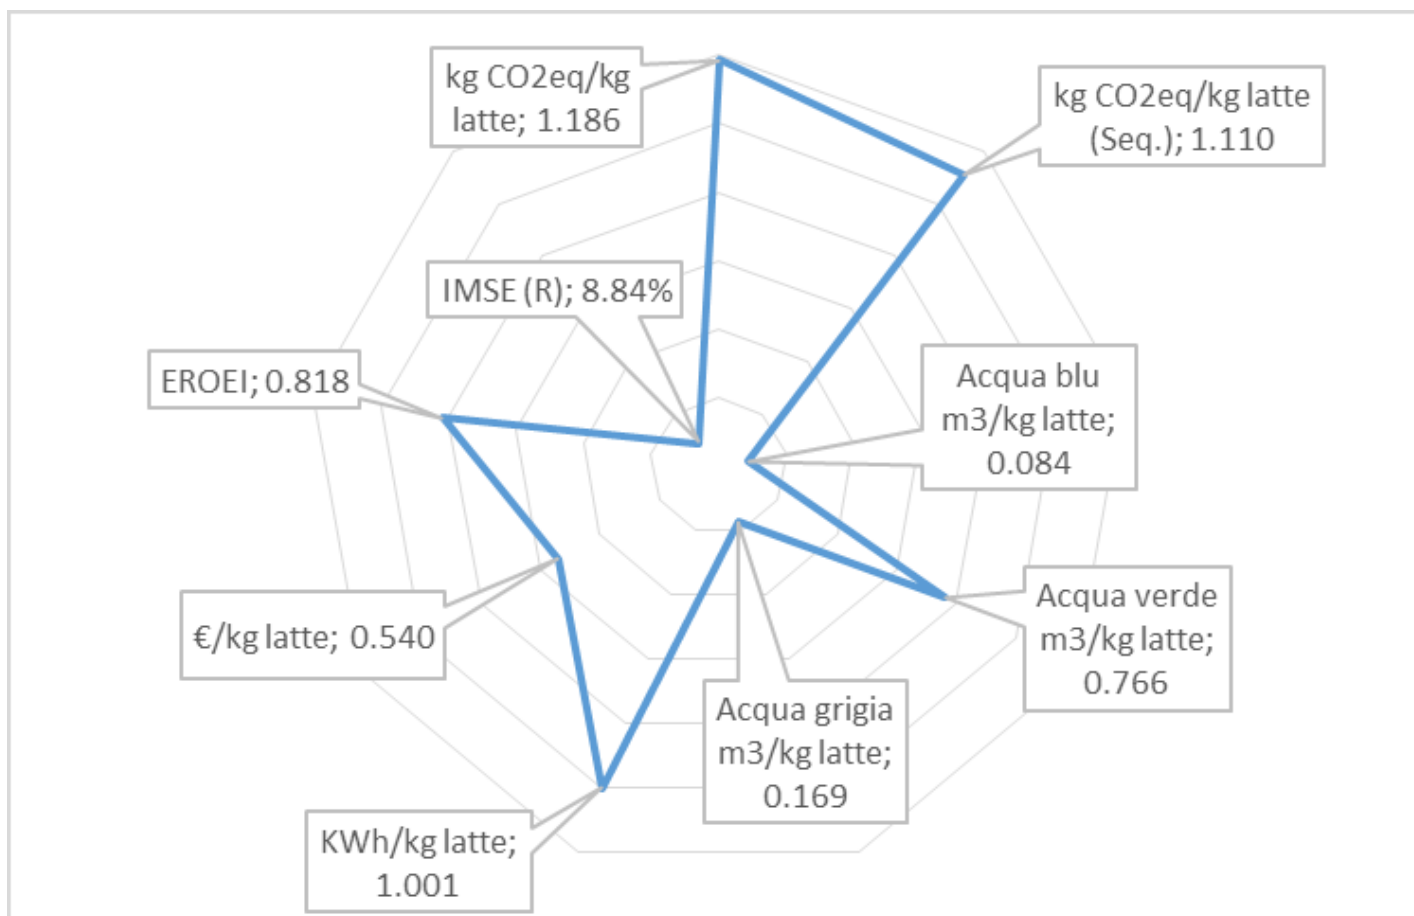 kg CO2eq/kg
latte; 1.186
kg CO2eq/kg latte
(Seq.); 1.110
IMSE (R); 8.84%
EROEI; 0.818
Acqua blu
m3/kg latte;
0.084
Acqua verde
m3/kg latte;
0.766
€/kg latte; 0.540
Acqua grigia
m3/kg latte;
0.169
KWh/kg latte;
1.001